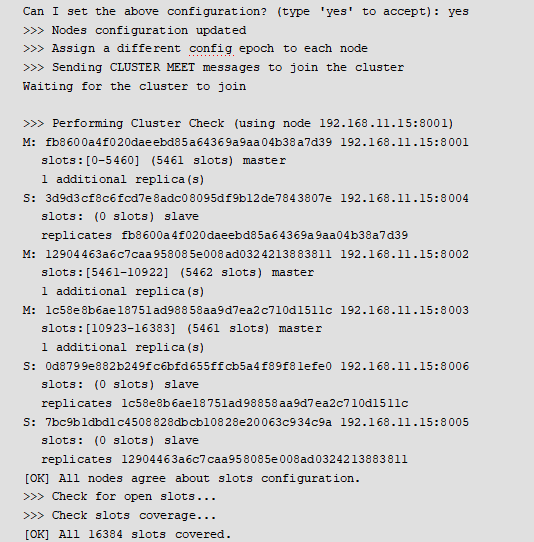 Can I set the above configuration? (type 'yes' to accept): yes
>>> Nodes configuration updated
>>> Assign a different config epoch to each node
>>> Sending CLUSTER MEET messages to join the cluster
Waiting for the cluster to join
>>> Performing Cluster Check (using node 192.168.11.15:8001)
M: fb8600a4f020daeebd85a64369a9aa04b38a7d39 192.168.11.15:8001
slots:[0-5460] (5461 slots) master
1 additional replica(s)
S: 3d9d3cf8c6fcd7e8adc08095df9b12de7843807e 192.168.11.15:8004
slots: (0 slots) slave
replicates fb8600a4f020daeebd85a64369a9aa04b38a7d39
M: 12904463a6c7caa958085e008ad0324213883811 192.168.11.15:8002
slots:[5461-10922] (5462 slots) master
1 additional replica(s)
M: 1c58e8b6ae18751ad98858aa9d7ea2c710d1511c 192.168.11.15:8003
slots:[10923-16383] (5461 slots) master
1 additional replica(s)
S: 0d8799e882b249fc6bfd655ffcb5a4f89f81efe0 192.168.11.15:8006
slots: (0 slots) slave
replicates 1c58e8b6ae18751ad98858aa9d7ea2c710d1511c
S: 7bc9b1dbd1c4508828dbcb10828e20063c934c9a 192.168.11.15:8005
slots: (0 slots) slave
replicates 12904463a6c7caa958085e008ad0324213883811
[OK] All nodes agree about slots configuration.
>>> Check for open slots...
>>> Check slots coverage...
[OK] All 16384 slots covered.